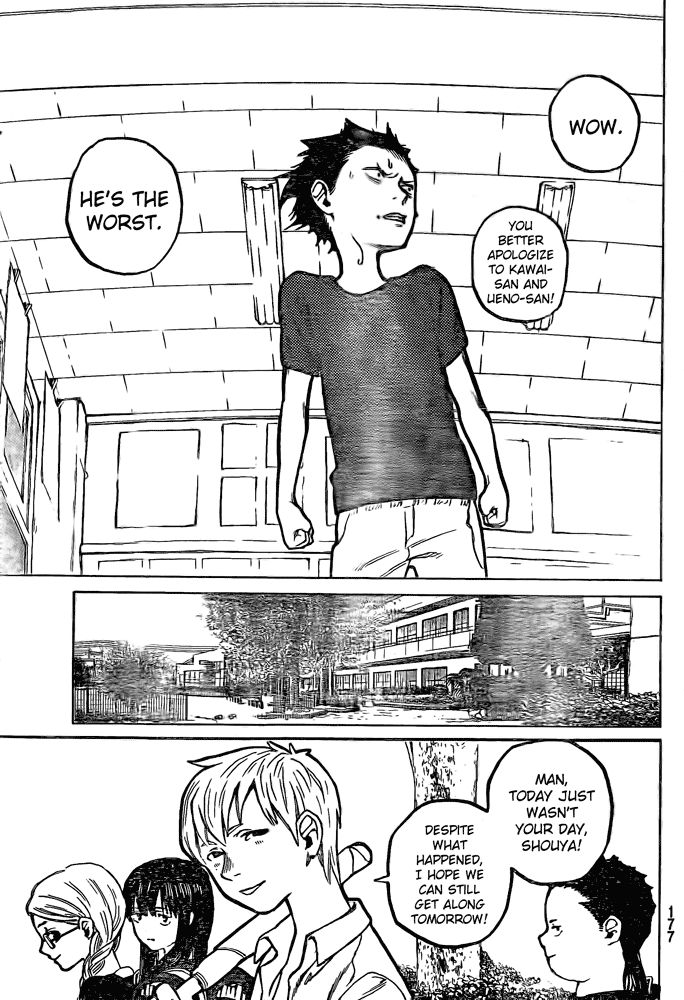 WOW.
YOU
BETTER
APOLOGIZE
TO KAWAI-
SAN AND
UENO-SAN!
HE'S THE
WORST.
MAN,
TODAY JUST
WASN'T
YOUR DAY,
SHOUYA!
DESPITE
WHAT
HAPPENED,
I HOPE WE
CAN STILL
GET ALONG
TOMORROW!
177